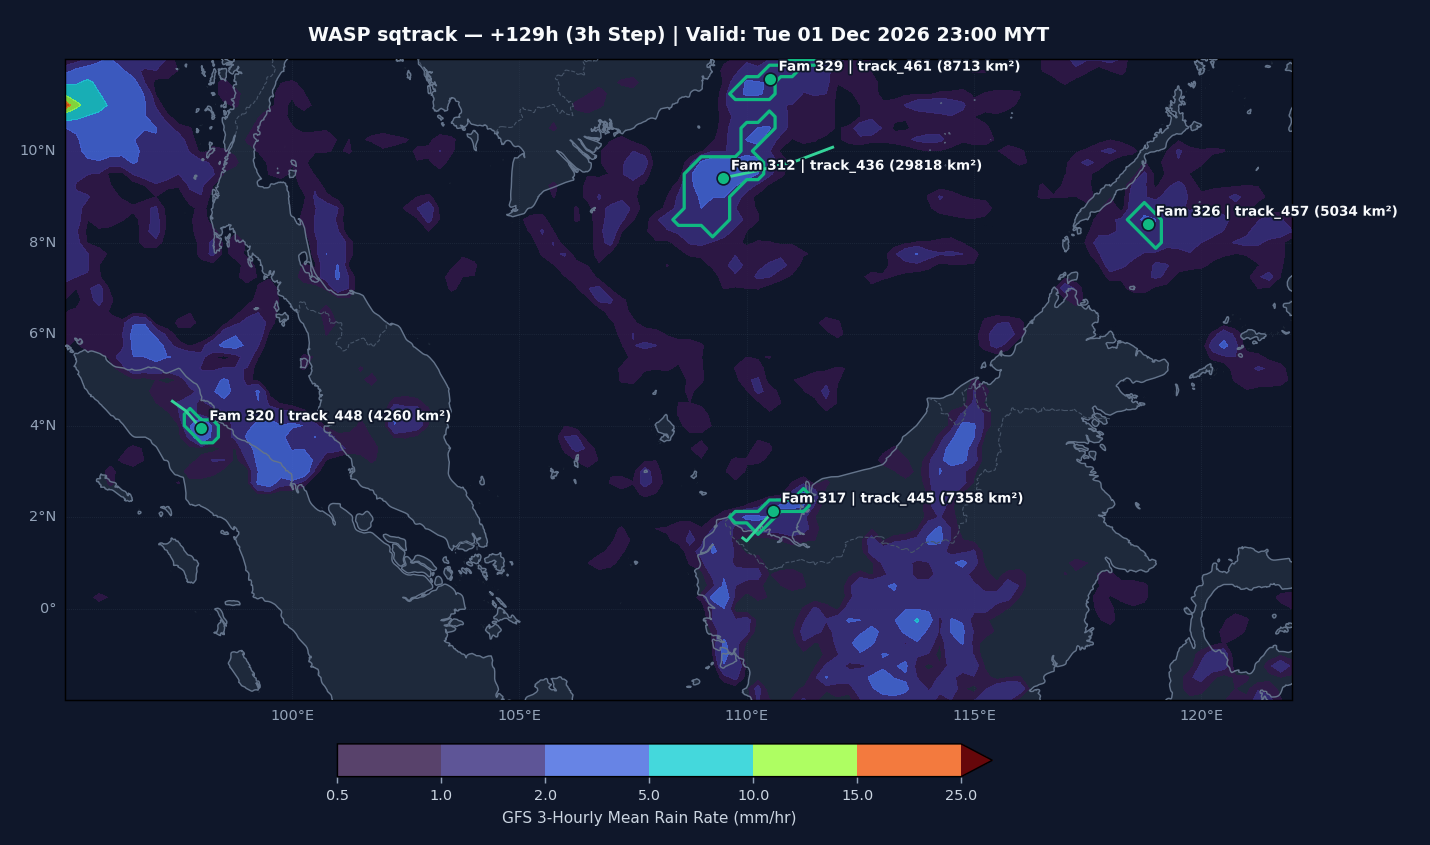 WASP sqtrack — +129h (3h Step) | Valid: Tue 01 Dec 2026 23:00 MYT
Fam 329 | track_461 (8713 km²)
10°N
Fam 312 | track_436 (29818 km²)
Fam 326 | track_457 (5034 km²)
8°N
6°N
4°N
Fam 320 | track_448 (4260 km²)
Fam 317 | track_445 (7358 km²)
2°N
0°
100°E 105°E 110°E 115°E 120°E
0.5 1.0 2.0 5.0 10.0 15.0 25.0
GFS 3-Hourly Mean Rain Rate (mm/hr)